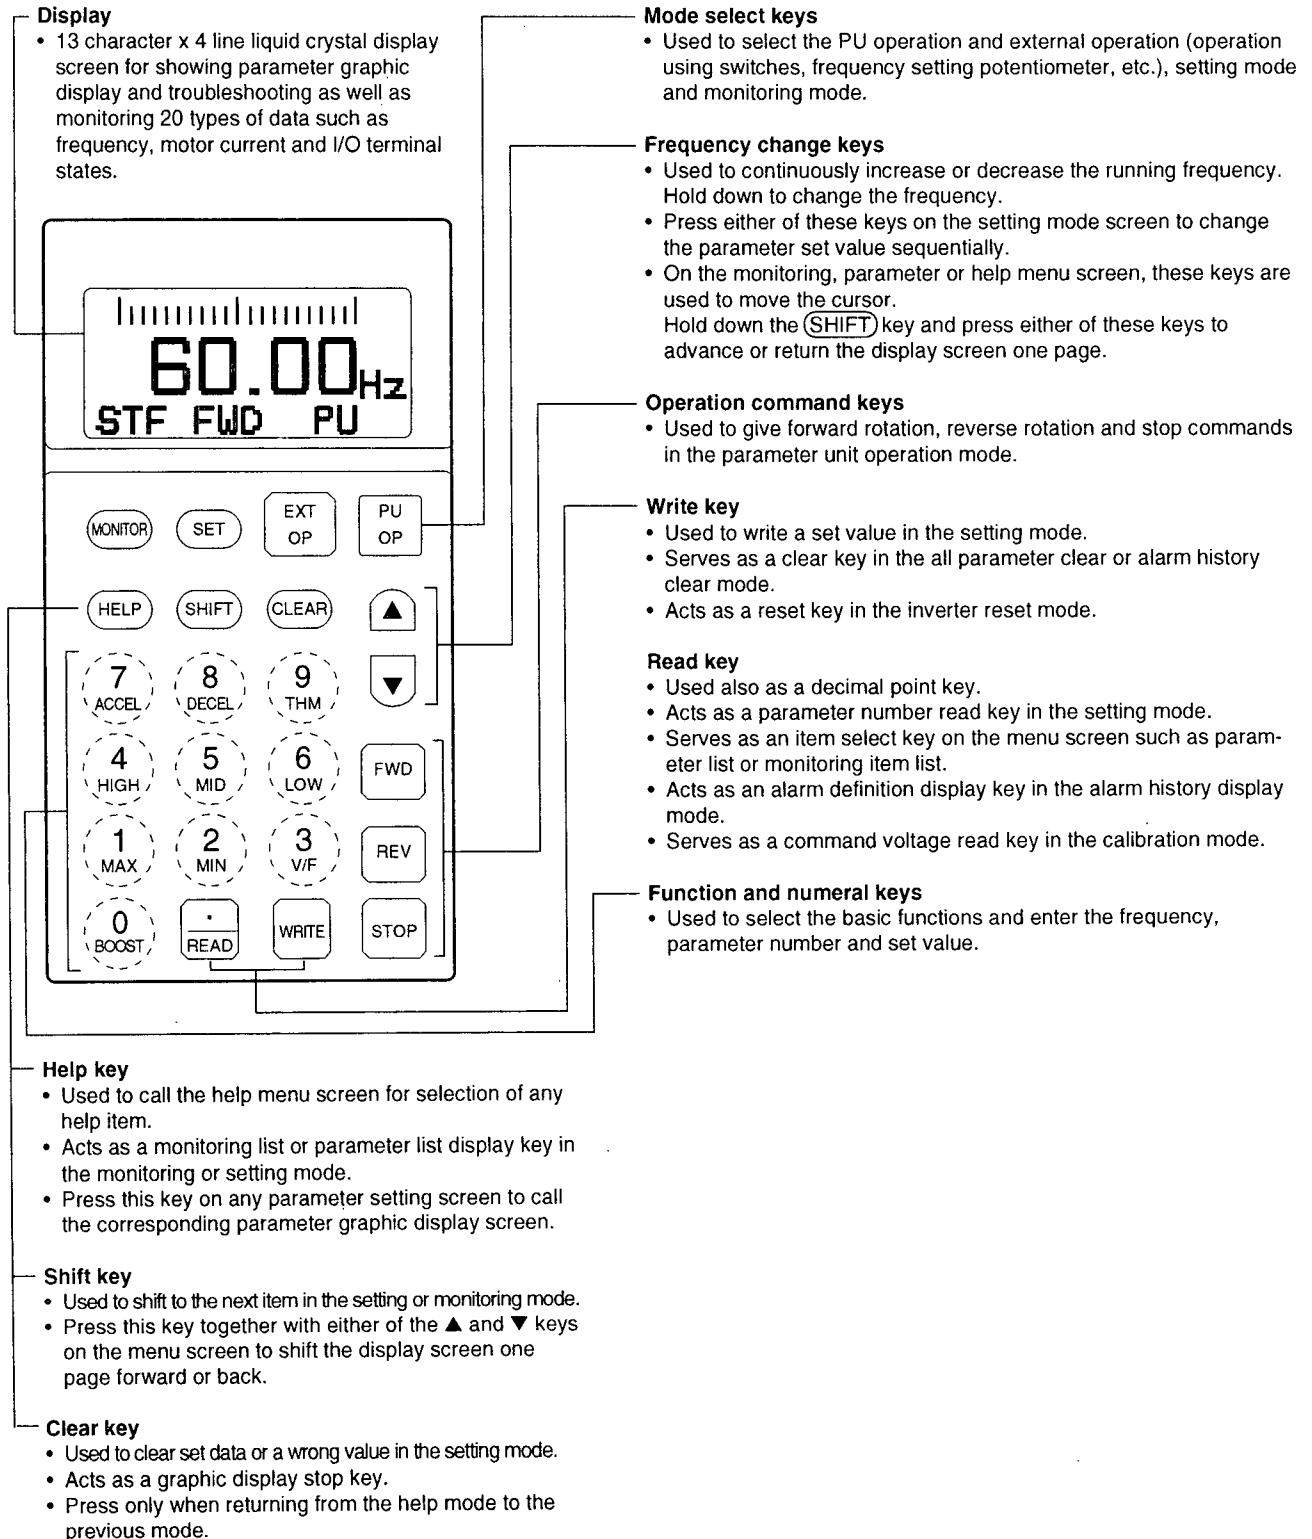 Display
• 13 character x 4 line liquid crystal display
screen for showing parameter graphic
display and troubleshooting as well as
monitoring 20 types of data such as
frequency, motor current and I/O terminal
states.
60.00Hz
STF FWD PU
MONITOR SET EXT OP PU OP
HELP SHIFT CLEAR ▲
7 ACCEL 8 DECEL 9 THM ▼
4 HIGH 5 MID 6 LOW FWD
1 MAX 2 MIN 3 V/F REV
0 BOOST . READ WRITE STOP
Mode select keys
• Used to select the PU operation and external operation (operation
using switches, frequency setting potentiometer, etc.), setting mode
and monitoring mode.
Frequency change keys
• Used to continuously increase or decrease the running frequency.
Hold down to change the frequency.
• Press either of these keys on the setting mode screen to change
the parameter set value sequentially.
• On the monitoring, parameter or help menu screen, these keys are
used to move the cursor.
Hold down the SHIFT key and press either of these keys to
advance or return the display screen one page.
Operation command keys
• Used to give forward rotation, reverse rotation and stop commands
in the parameter unit operation mode.
Write key
• Used to write a set value in the setting mode.
• Serves as a clear key in the all parameter clear or alarm history
clear mode.
• Acts as a reset key in the inverter reset mode.
Read key
• Used also as a decimal point key.
• Acts as a parameter number read key in the setting mode.
• Serves as an item select key on the menu screen such as param-
eter list or monitoring item list.
• Acts as an alarm definition display key in the alarm history display
mode.
• Serves as a command voltage read key in the calibration mode.
Function and numeral keys
• Used to select the basic functions and enter the frequency,
parameter number and set value.
Help key
• Used to call the help menu screen for selection of any
help item.
• Acts as a monitoring list or parameter list display key in
the monitoring or setting mode.
• Press this key on any parameter setting screen to call
the corresponding parameter graphic display screen.
Shift key
• Used to shift to the next item in the setting or monitoring mode.
• Press this key together with either of the ▲ and ▼ keys
on the menu screen to shift the display screen one
page forward or back.
Clear key
• Used to clear set data or a wrong value in the setting mode.
• Acts as a graphic display stop key.
• Press only when returning from the help mode to the
previous mode.